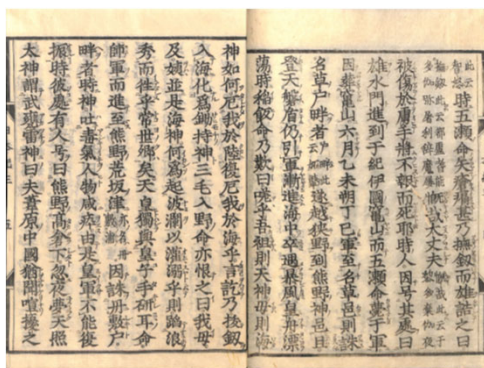 時五瀬命矢瘡痛甚乃撫釼而雄詰之曰
慨哉大丈夫
被傷於虜手將不報而死耶時人因号其處曰
雄水門進到于紀伊國竈山而五瀬命薨于軍
因葬竈山六月乙未朔丁巳軍至名草邑則誅
名草戸畔者遂越狹野到熊野神邑且
登天磐盾仍引軍漸進海中卒遇暴風皇舟漂
蕩時稻飯命乃歎曰嗟乎吾祖則天神母則海
神如何厄我於陸復厄我於海乎言訖乃抜釼
入海化爲鋤持神三毛入野命亦恨之曰我母
及姨並是海神何爲起波瀾以灌溺乎則蹈浪
秀而往乎常世鄕矣天皇獨與皇子手研耳命
帥軍而進至熊野荒坂津因誅丹敷戸
畔者時神吐毒氣人物咸瘁由是皇軍不能復
振時彼處有人号曰熊野高倉下忽夜夢天照
太神謂武甕雷神曰夫葦原中國猶聞喧擾之